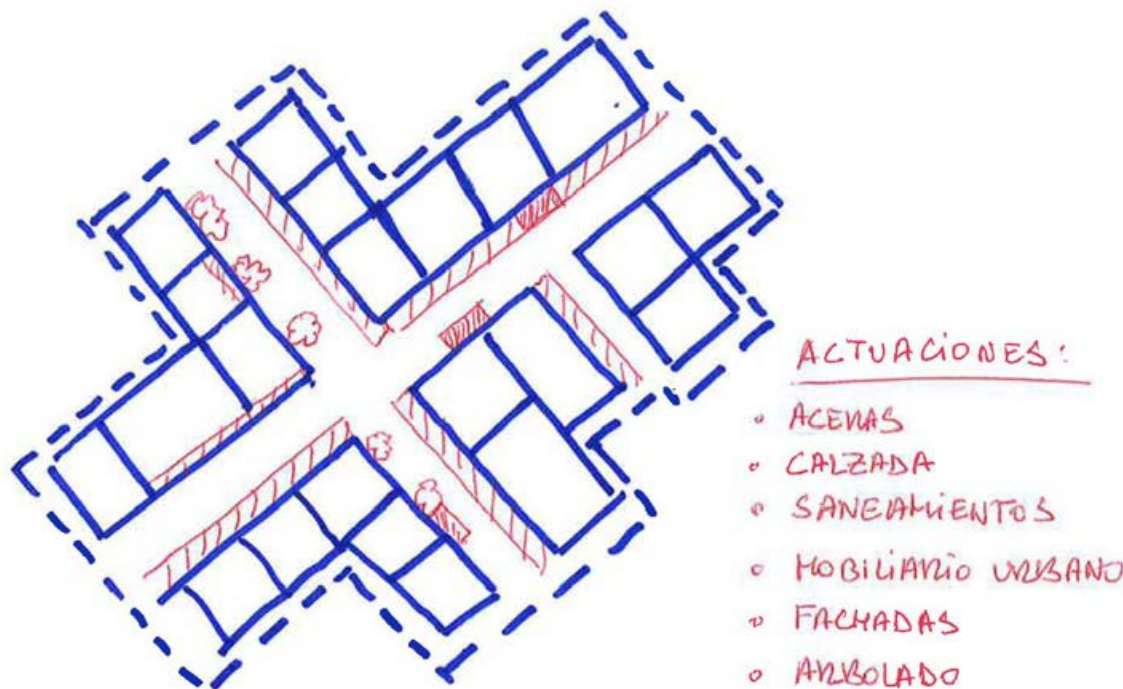 ACTUACIONES:
• ACERAS
• CALZADA
• SANEAMIENTOS
• MOBILIARIO URBANO
• FACHADAS
• ARBOLADO